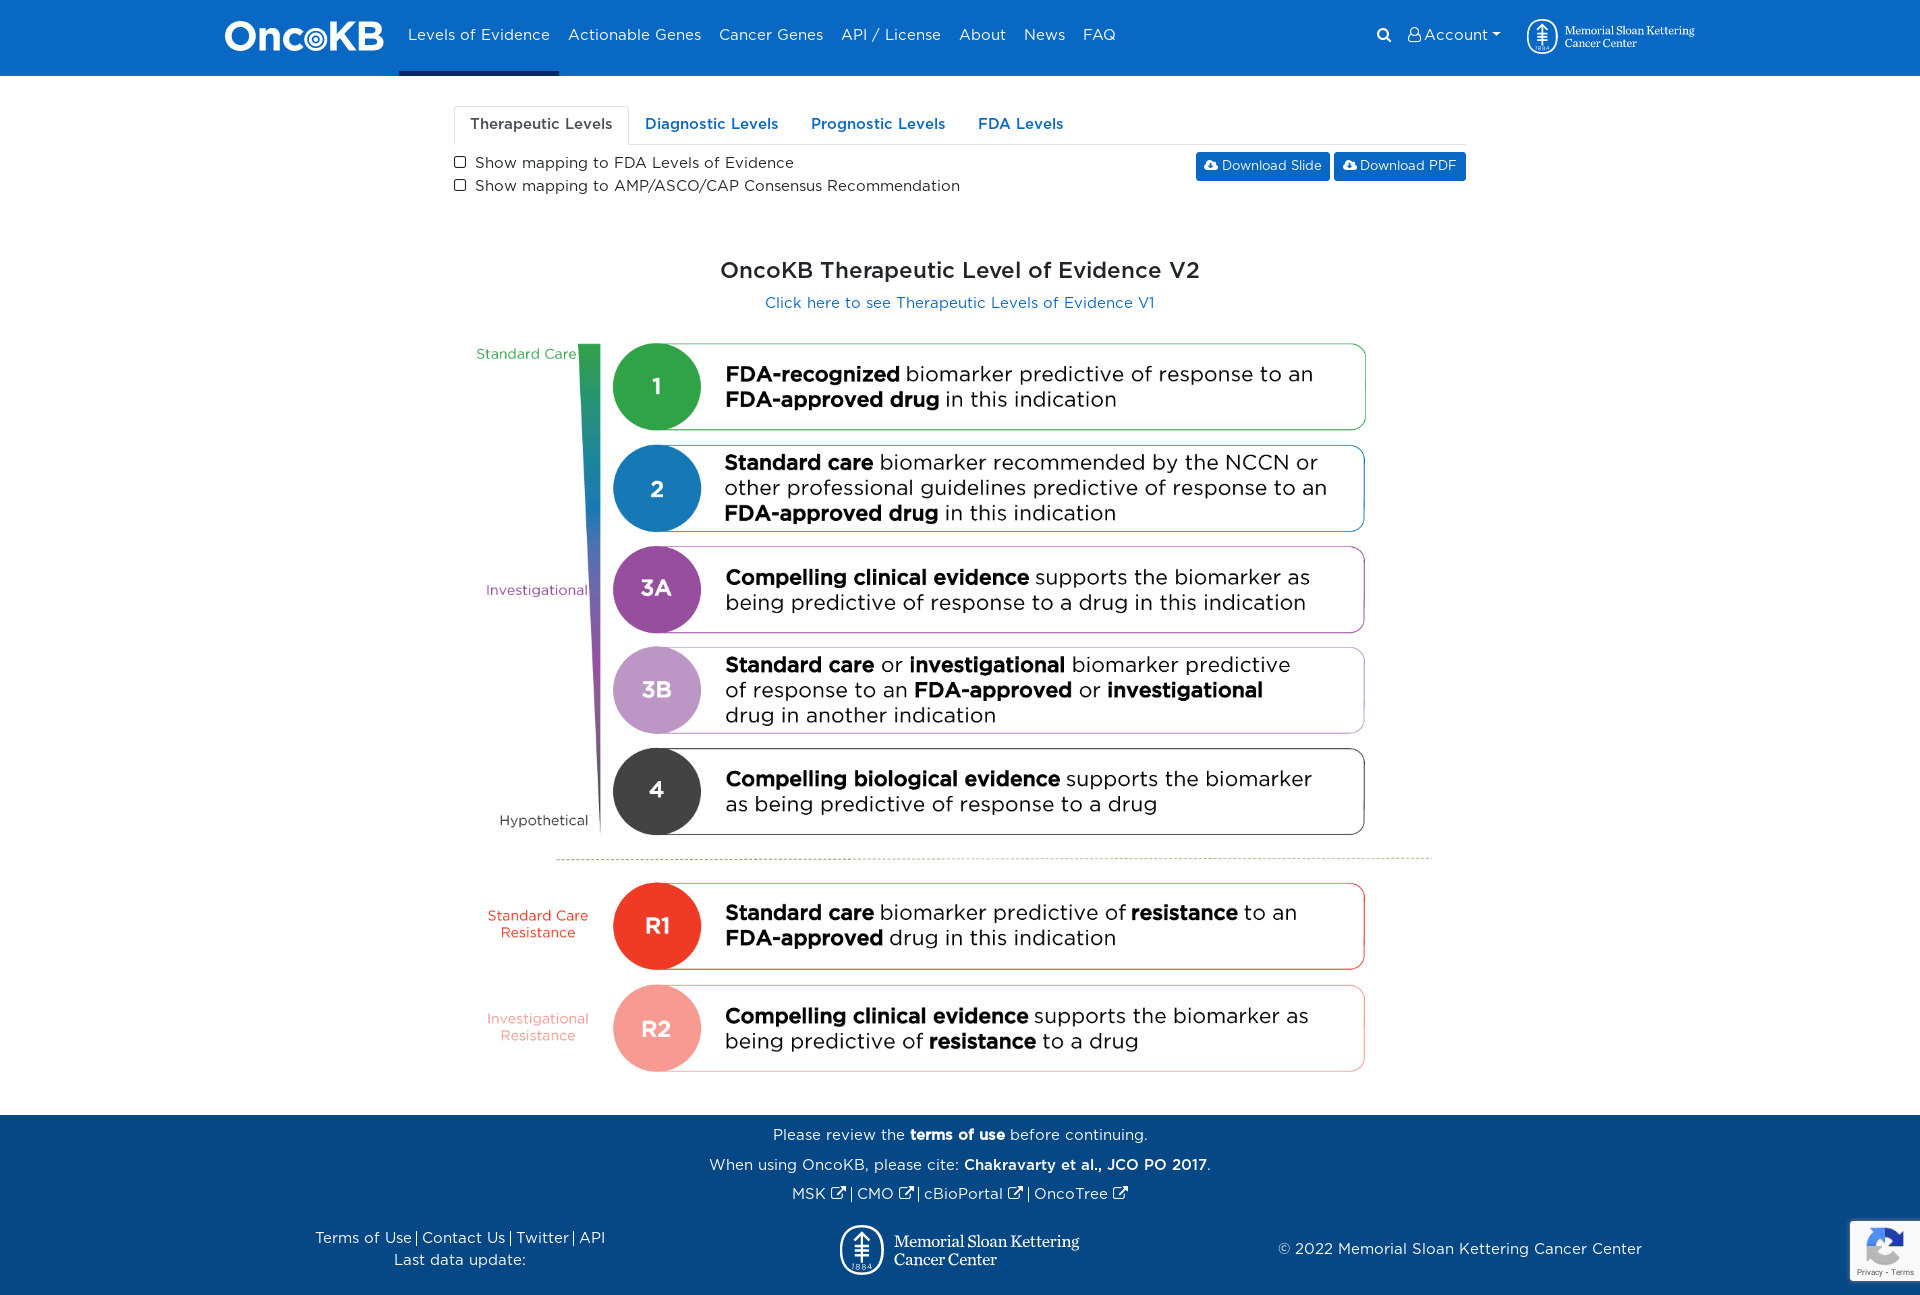 OncoKB
Levels of Evidence
Actionable Genes
Cancer Genes
API / License
About
News
FAQ
Account
Memorial Sloan Kettering
Cancer Center
1884
Therapeutic Levels
Diagnostic Levels
Prognostic Levels
FDA Levels
Show mapping to FDA Levels of Evidence
Show mapping to AMP/ASCO/CAP Consensus Recommendation
Download Slide
Download PDF
OncoKB Therapeutic Level of Evidence V2
Click here to see Therapeutic Levels of Evidence V1
Standard Care
1
FDA-recognized biomarker predictive of response to an
FDA-approved drug in this indication
2
Standard care biomarker recommended by the NCCN or
other professional guidelines predictive of response to an
FDA-approved drug in this indication
Investigational
3A
Compelling clinical evidence supports the biomarker as
being predictive of response to a drug in this indication
3B
Standard care or investigational biomarker predictive
of response to an FDA-approved or investigational
drug in another indication
Hypothetical
4
Compelling biological evidence supports the biomarker
as being predictive of response to a drug
Standard Care
Resistance
R1
Standard care biomarker predictive of resistance to an
FDA-approved drug in this indication
Investigational
Resistance
R2
Compelling clinical evidence supports the biomarker as
being predictive of resistance to a drug
Please review the terms of use before continuing.
When using OncoKB, please cite: Chakravarty et al., JCO PO 2017.
MSK | CMO | cBioPortal | OncoTree
Terms of Use | Contact Us | Twitter | API
Last data update:
Memorial Sloan Kettering
Cancer Center
1884
© 2022 Memorial Sloan Kettering Cancer Center
Privacy - Terms